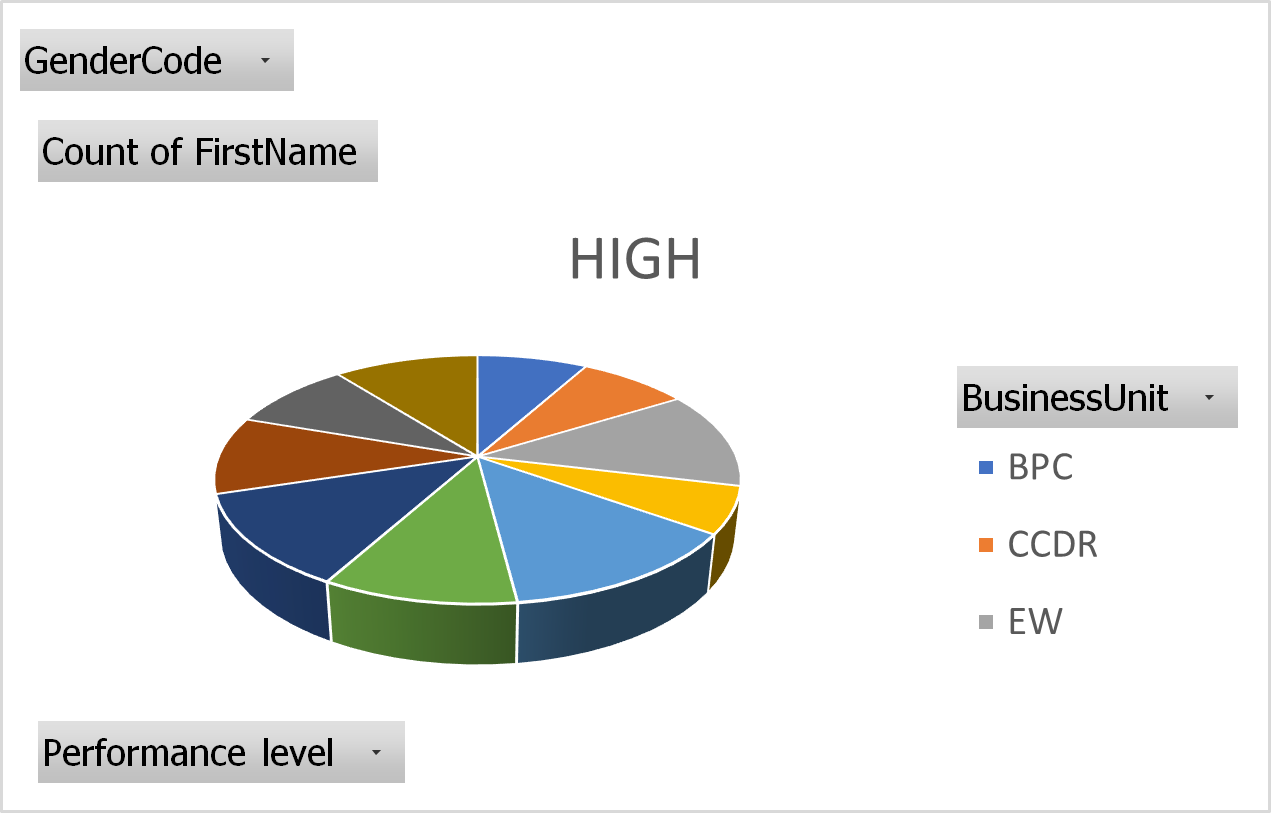 GenderCode
Count of FirstName
HIGH
BusinessUnit
BPC
CCDR
EW
Performance level